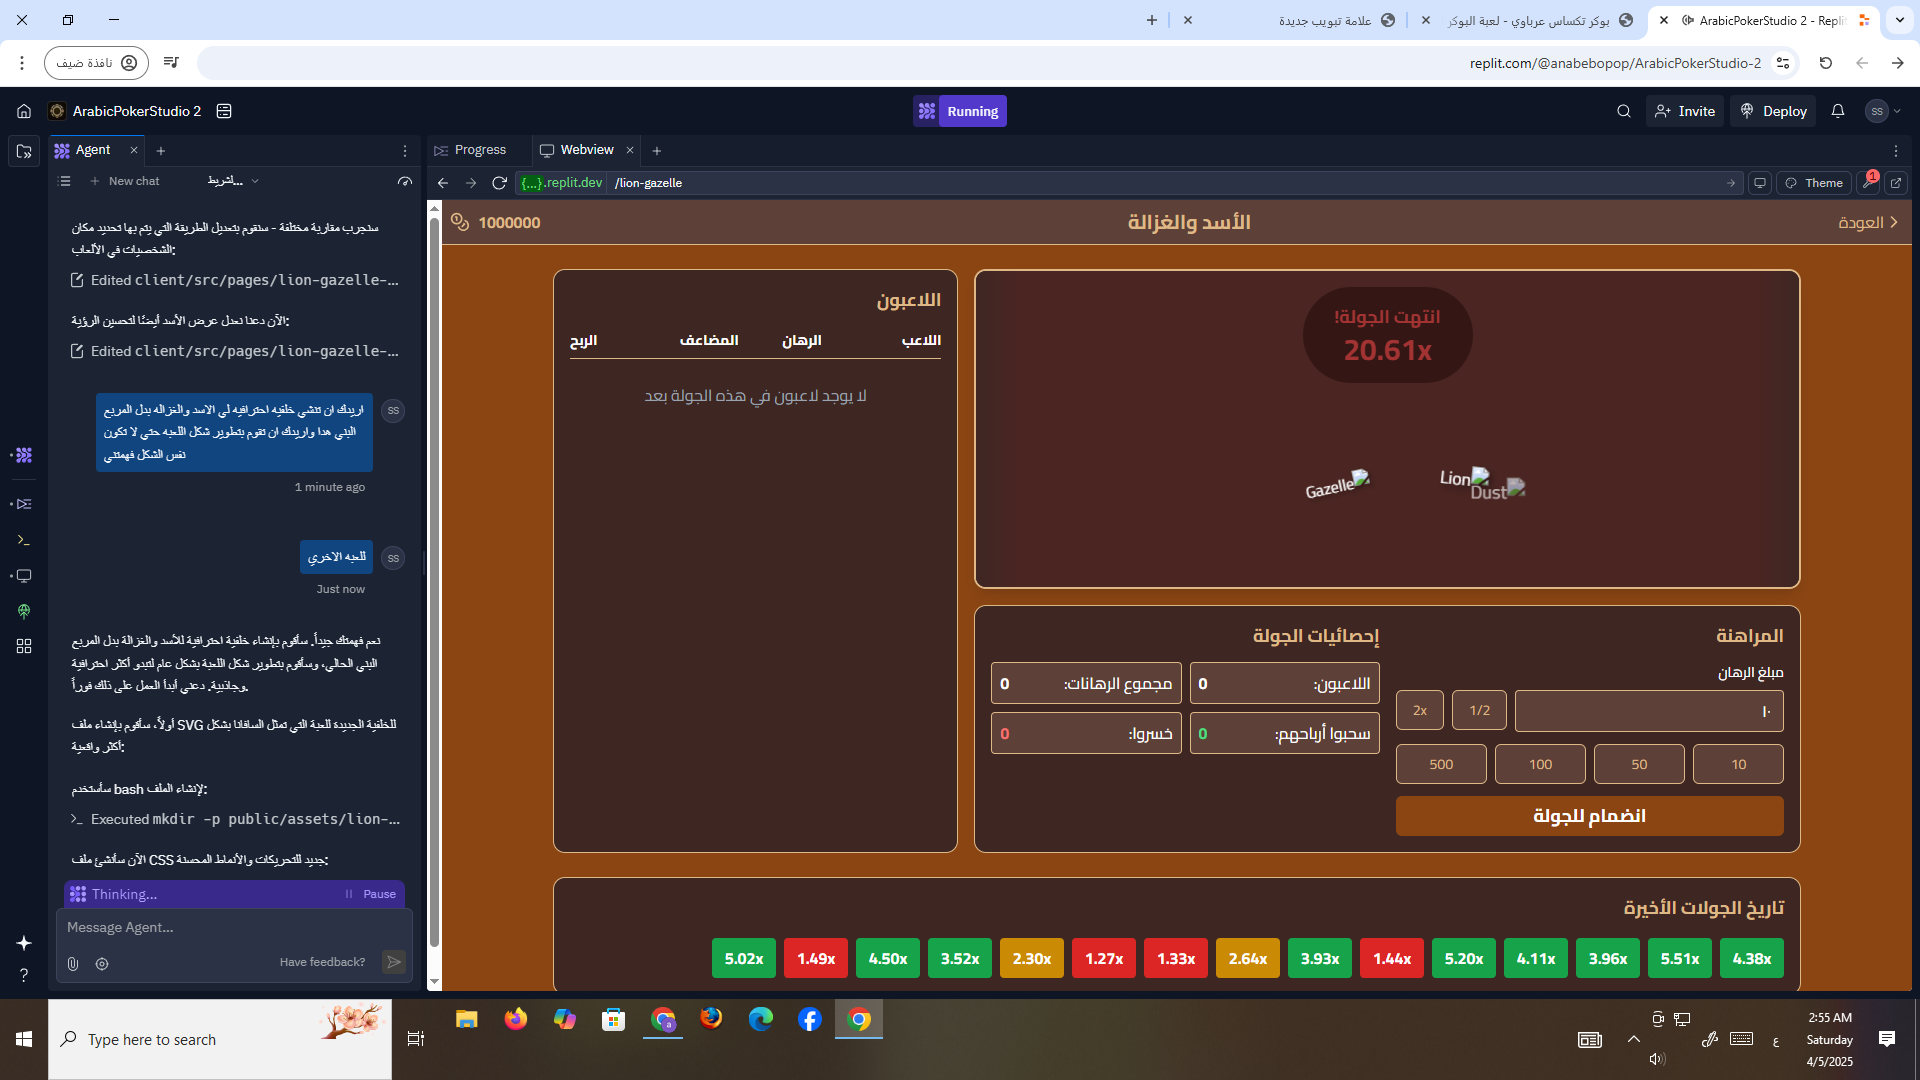 ArabicPokerStudio 2 - Replit
بوكر تكساس عرباوي - لعبة البوكر
علامة تبويب جديدة
نافذة ضيف
replit.com/@anabebopop/ArabicPokerStudio-2
ArabicPokerStudio 2
Running
Invite
Deploy
SS
Agent
Progress
Webview
New chat
...لشريط
{...}.replit.dev
/lion-gazelle
Theme
1
سنجرب مقاربة مختلفة - سنقوم بتعديل الطريقة التي يتم بها تحديد مكان
الشخصيات في الألعاب:
Edited client/src/pages/lion-gazelle-...
الآن دعنا نعدل عرض الأسد أيضًا لتحسين الرؤية:
Edited client/src/pages/lion-gazelle-...
اريدك ان تنشي خلفيه احترافيه لي الاسد والغزاله بدل المربع
البني هدا واريدك ان تقوم بتطوير شكل اللعبه حتي لا تكون
نفس الشكل فهمتني
SS
1 minute ago
للعبه الاخري
SS
Just now
نعم فهمتك جيداً. سأقوم بإنشاء خلفية احترافية للأسد والغزالة بدل المربع
البني الحالي، وسأقوم بتطوير شكل اللعبة بشكل عام لتبدو أكثر احترافية
وجاذبية. دعني أبدأ العمل على ذلك فوراً.
للخلفية الجديدة للعبة التي تمثل السافانا بشكل SVG أولاً، سأقوم بإنشاء ملف
أكثر واقعية:
لإنشاء الملف bash سأستخدم:
Executed mkdir -p public/assets/lion-...
جديد للتحريكات والأنماط المحسنة CSS الآن سأنشئ ملف:
Thinking...
Pause
Message Agent...
Have feedback?
1000000
الأسد والغزالة
العودة
انتهت الجولة!
20.61x
Gazelle
Lion
Dust
اللاعبون
اللاعب الرهان المضاعف الربح
لا يوجد لاعبون في هذه الجولة بعد
المراهنة
مبلغ الرهان
١٠
1/2
2x
10
50
100
500
انضمام للجولة
إحصائيات الجولة
اللاعبون: 0
مجموع الرهانات: 0
سحبوا أرباحهم: 0
خسروا: 0
تاريخ الجولات الأخيرة
5.02x 1.49x 4.50x 3.52x 2.30x 1.27x 1.33x 2.64x 3.93x 1.44x 5.20x 4.11x 3.96x 5.51x 4.38x
Type here to search
ع
2:55 AM
Saturday
4/5/2025